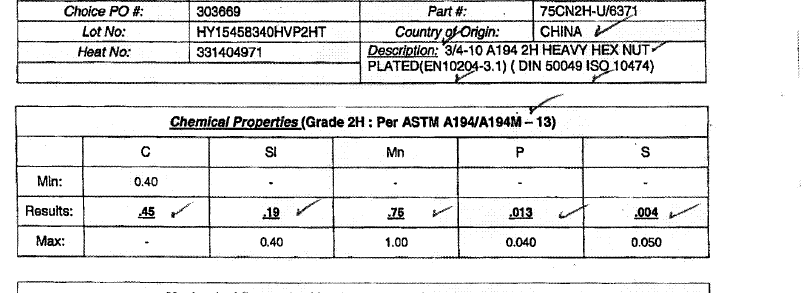 Choice PO #: 303669 Part #: 75CN2H-U/6371
Lot No: HY15458340HVP2HT Country of Origin: CHINA
Heat No: 331404971 Description: 3/4-10 A194 2H HEAVY HEX NUT
PLATED(EN10204-3.1) ( DIN 50049 ISO 10474)
Chemical Properties (Grade 2H : Per ASTM A194/A194M – 13)
C SI Mn P S
Min: 0.40 - - - -
Results: .45 .19 .76 .013 .004
Max: - 0.40 1.00 0.040 0.050